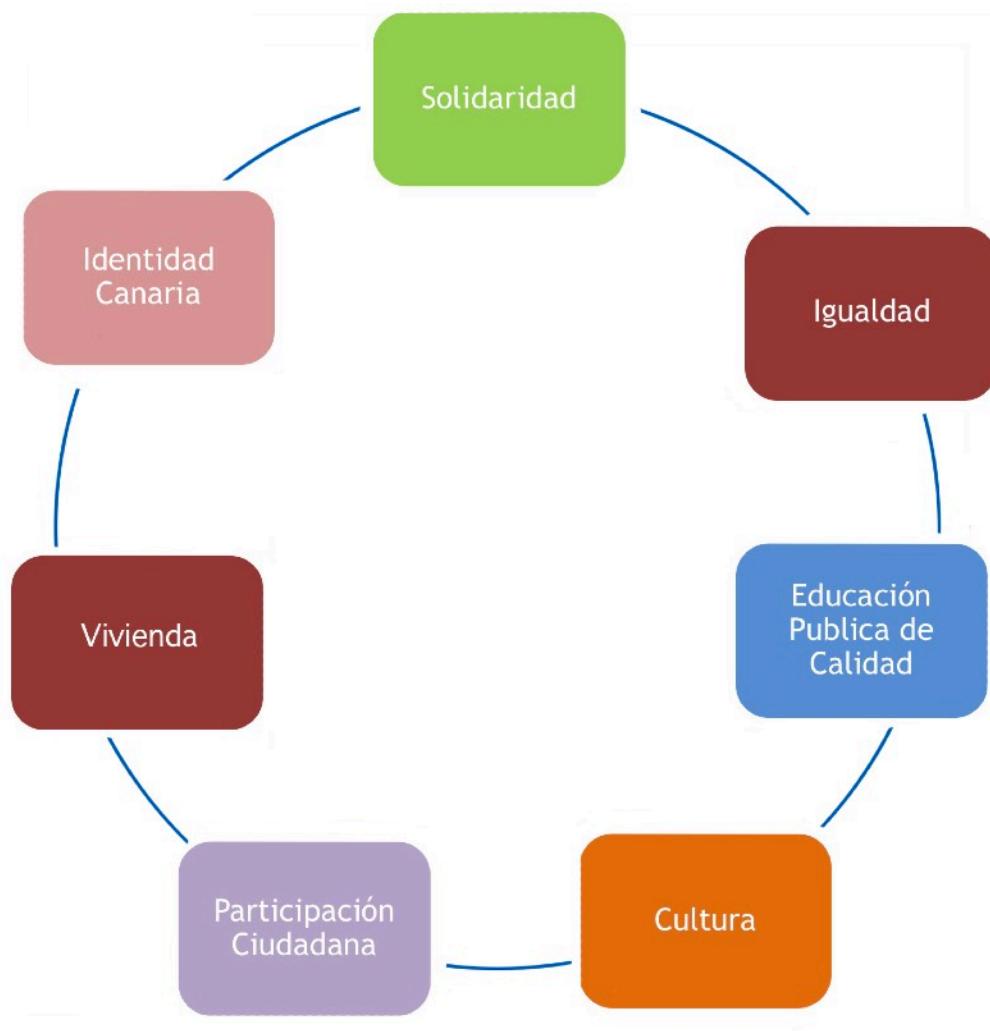 Solidaridad
Igualdad
Educación
Publica de
Calidad
Cultura
Participación
Ciudadana
Vivienda
Identidad
Canaria